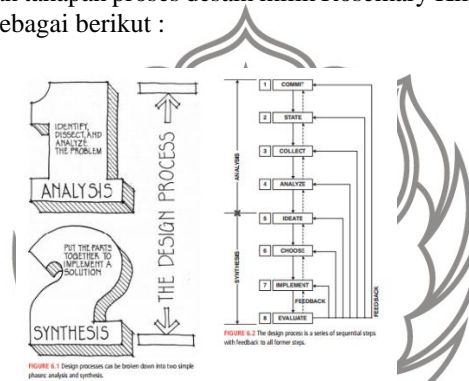 sebagai berikut :
IDENTIFY,
DISSECT, AND
ANALYZE
THE PROBLEM
ANALYSIS
PUT THE PARTS
TOGETHER TO
IMPLEMENT A
SOLUTION
SYNTHESIS
THE DESIGN PROCESS
FIGURE 6.1 Design processes can be broken down into two simple
phases: analysis and synthesis.
ANALYSIS
SYNTHESIS
1 COMMIT
2 STATE
3 COLLECT
4 ANALYZE
5 IDEATE
6 CHOOSE
7 IMPLEMENT
FEEDBACK
8 EVALUATE
FEEDBACK
FIGURE 6.2 The design process is a series of sequential steps
with feedback to all former steps.